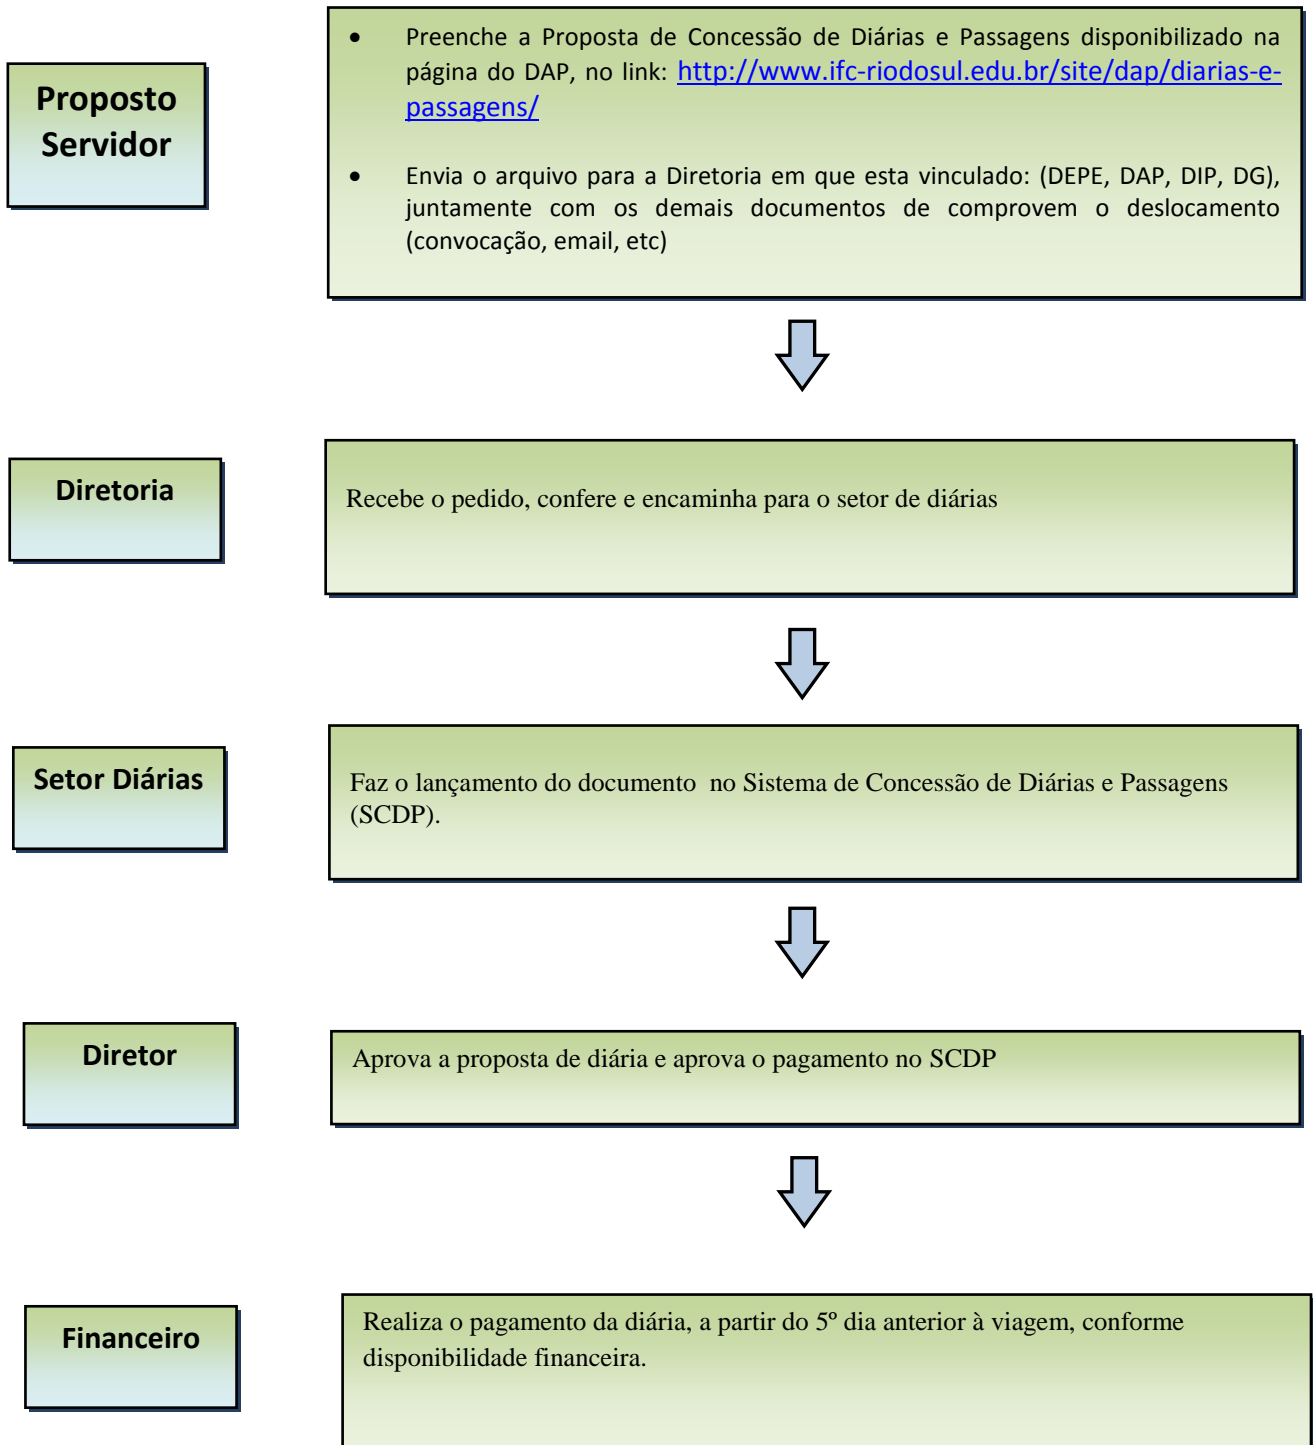 Proposto
Servidor
• Preenche a Proposta de Concessão de Diárias e Passagens disponibilizado na
página do DAP, no link: http://www.ifc-riodosul.edu.br/site/dap/diarias-e-
passagens/
• Envia o arquivo para a Diretoria em que esta vinculado: (DEPE, DAP, DIP, DG),
juntamente com os demais documentos de comprovem o deslocamento
(convocação, email, etc)
Diretoria
Recebe o pedido, confere e encaminha para o setor de diárias
Setor Diárias
Faz o lançamento do documento no Sistema de Concessão de Diárias e Passagens
(SCDP).
Diretor
Aprova a proposta de diária e aprova o pagamento no SCDP
Financeiro
Realiza o pagamento da diária, a partir do 5º dia anterior à viagem, conforme
disponibilidade financeira.